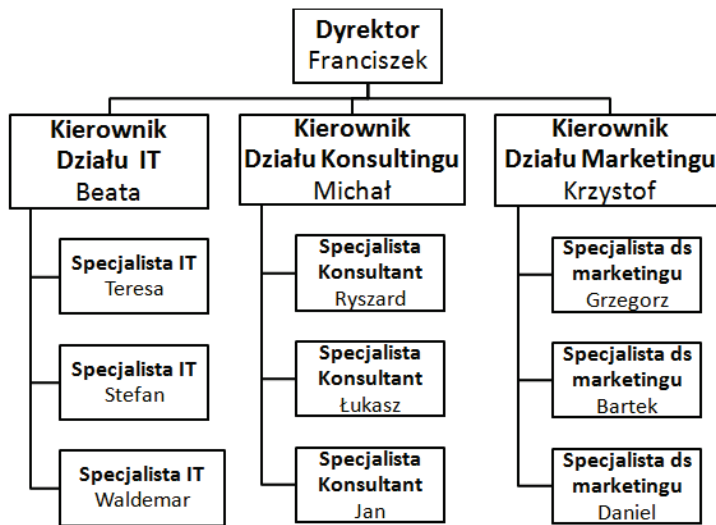 Dyrektor
Franciszek
Kierownik
Działu IT
Beata
Kierownik
Działu Konsultingu
Michał
Kierownik
Działu Marketingu
Krzystof
Specjalista IT
Teresa
Specjalista
Konsultant
Ryszard
Specjalista ds
marketingu
Grzegorz
Specjalista IT
Stefan
Specjalista
Konsultant
Łukasz
Specjalista ds
marketingu
Bartek
Specjalista IT
Waldemar
Specjalista
Konsultant
Jan
Specjalista ds
marketingu
Daniel